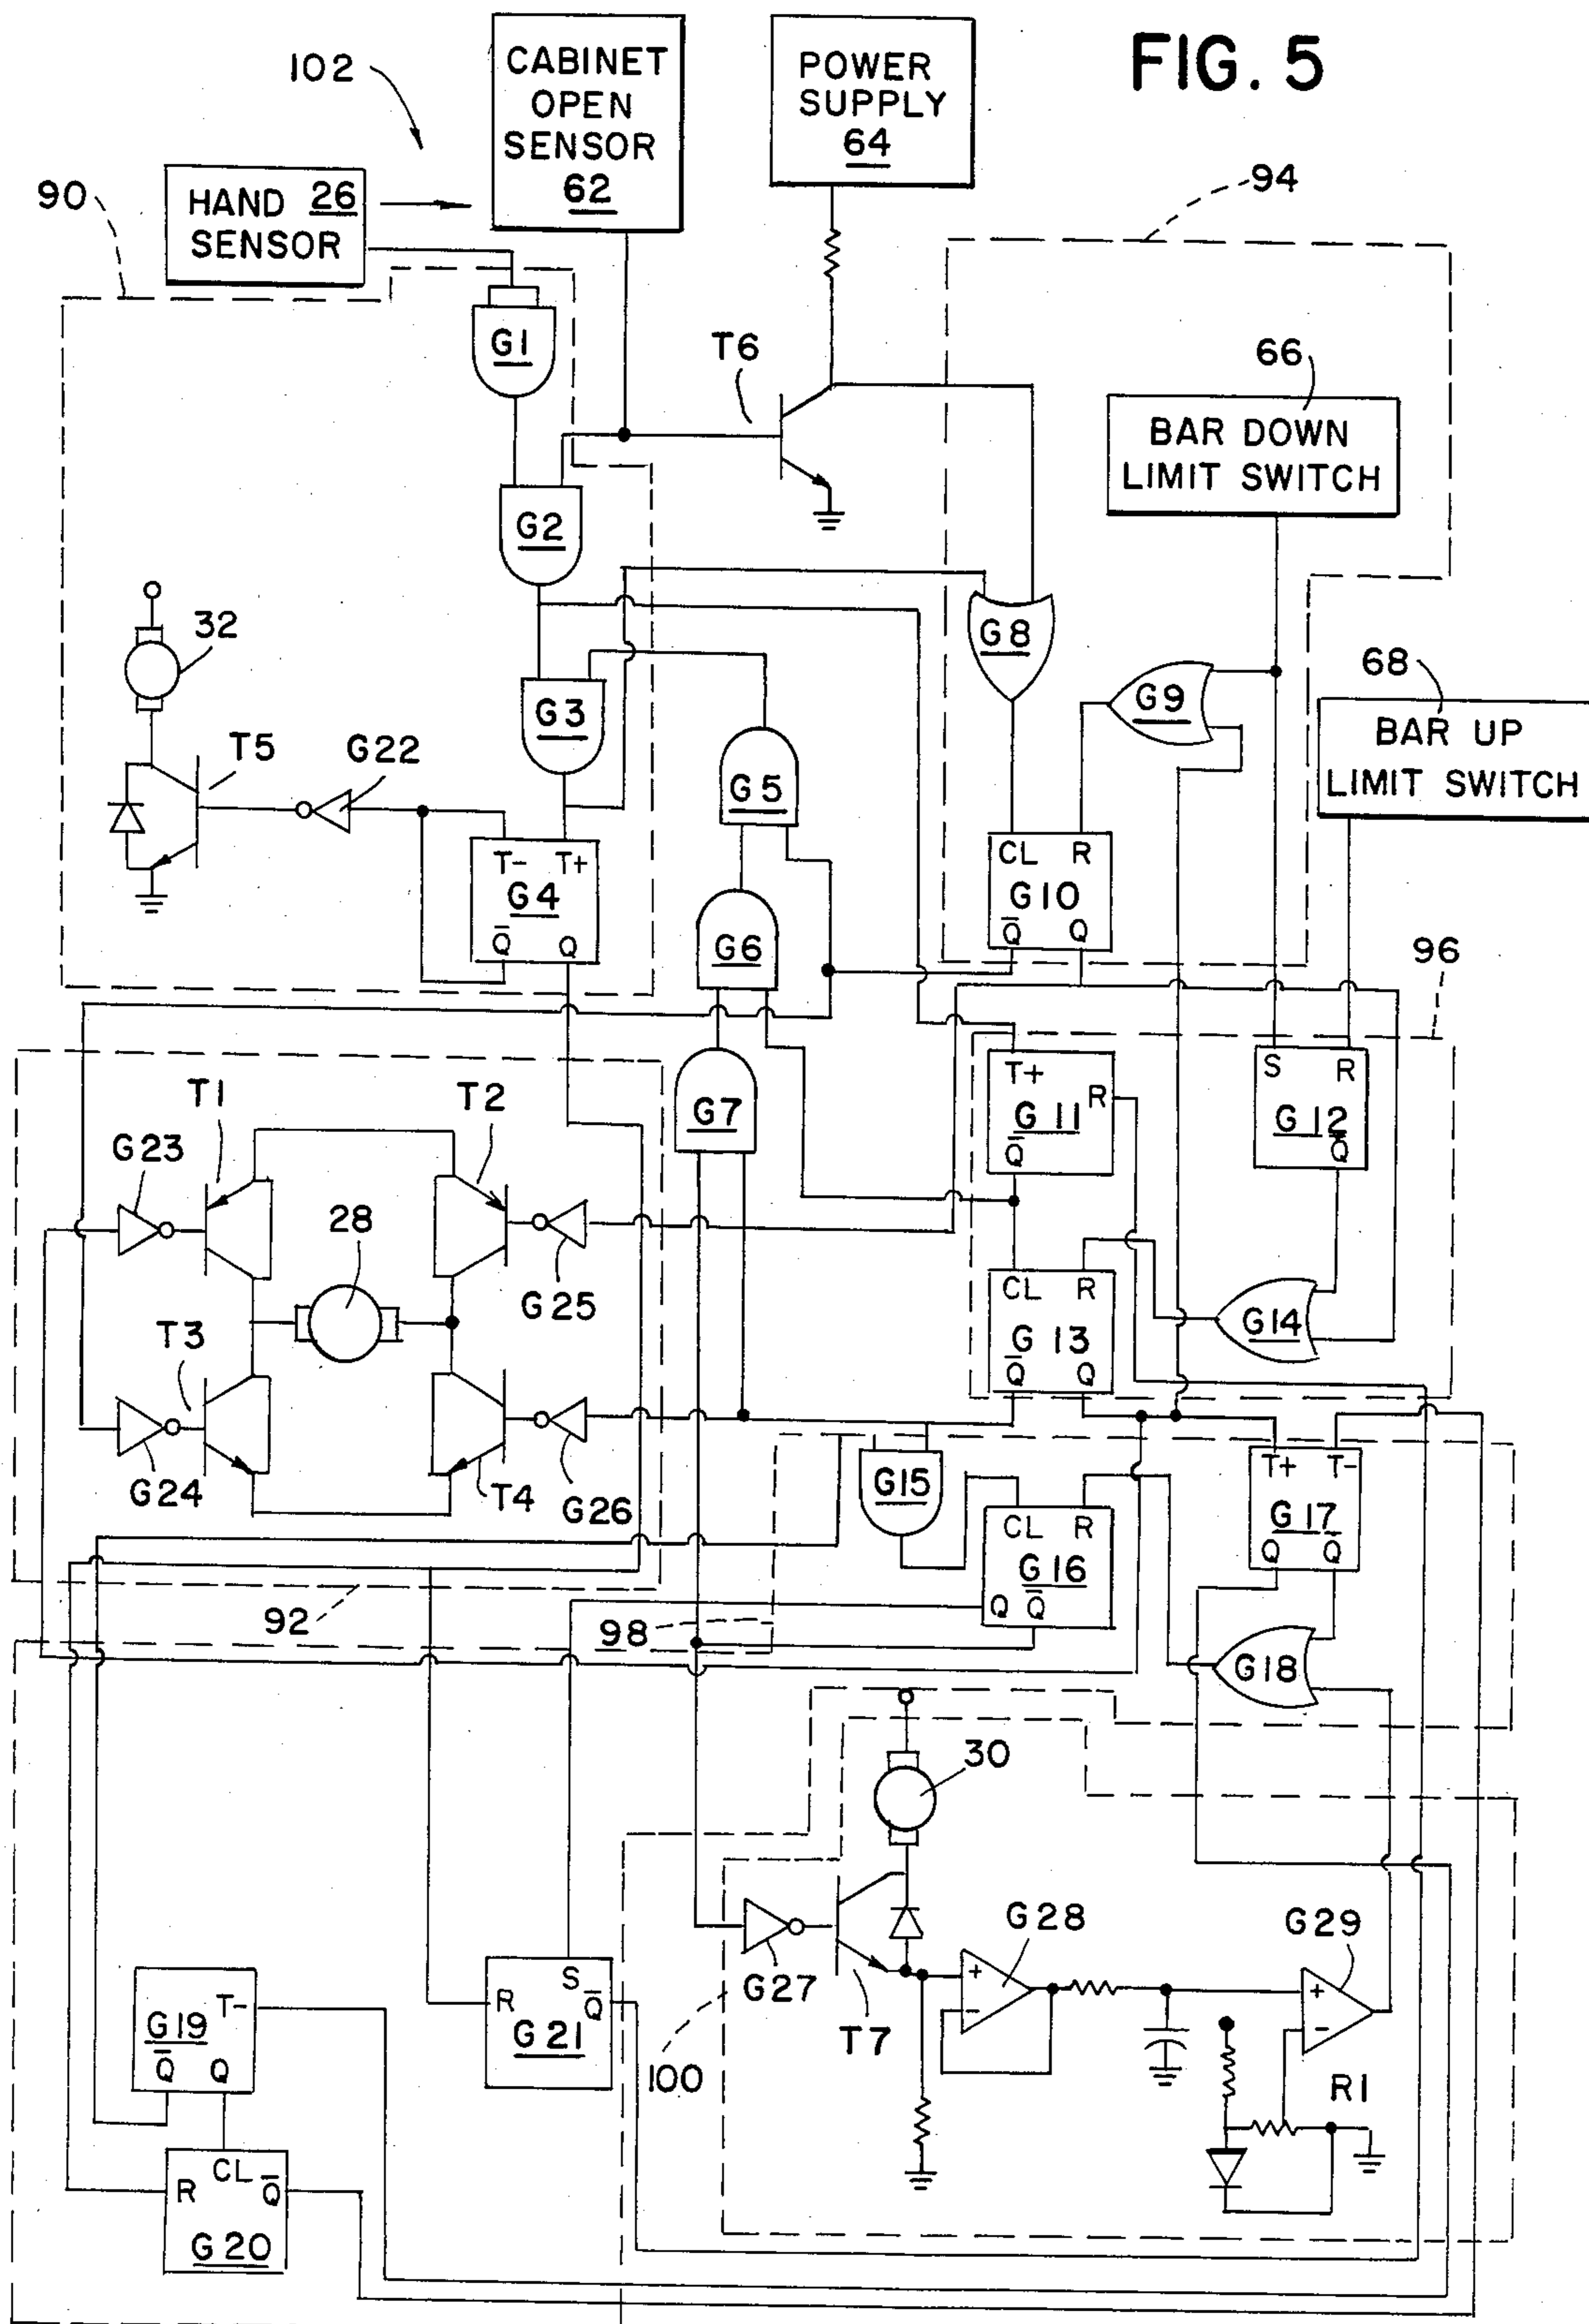 FIG. 5
102
CABINET
OPEN
SENSOR
62
POWER
SUPPLY
64
94
90
HAND 26
SENSOR
G1
T6
66
BAR DOWN
LIMIT SWITCH
G2
32
G8
68
G9
BAR UP
LIMIT SWITCH
G3
T5
G22
G5
T- T+
G4
Q̅ Q
CL R
G10
Q̅ Q
G6
96
T1
T2
G7
T+
R
G11
Q̅
S R
G12
Q̅
G23
28
G25
CL R
G13
Q̅ Q
G14
T3
G24
T4
G26
G15
T+ T-
G17
Q Q̅
CL R
G16
Q Q̅
92
98
G18
30
G28
G29
+
-
+
-
G27
T7
100
R1
T-
G19
Q̅ Q
S
R Q̅
G21
CL
R Q̅
G20